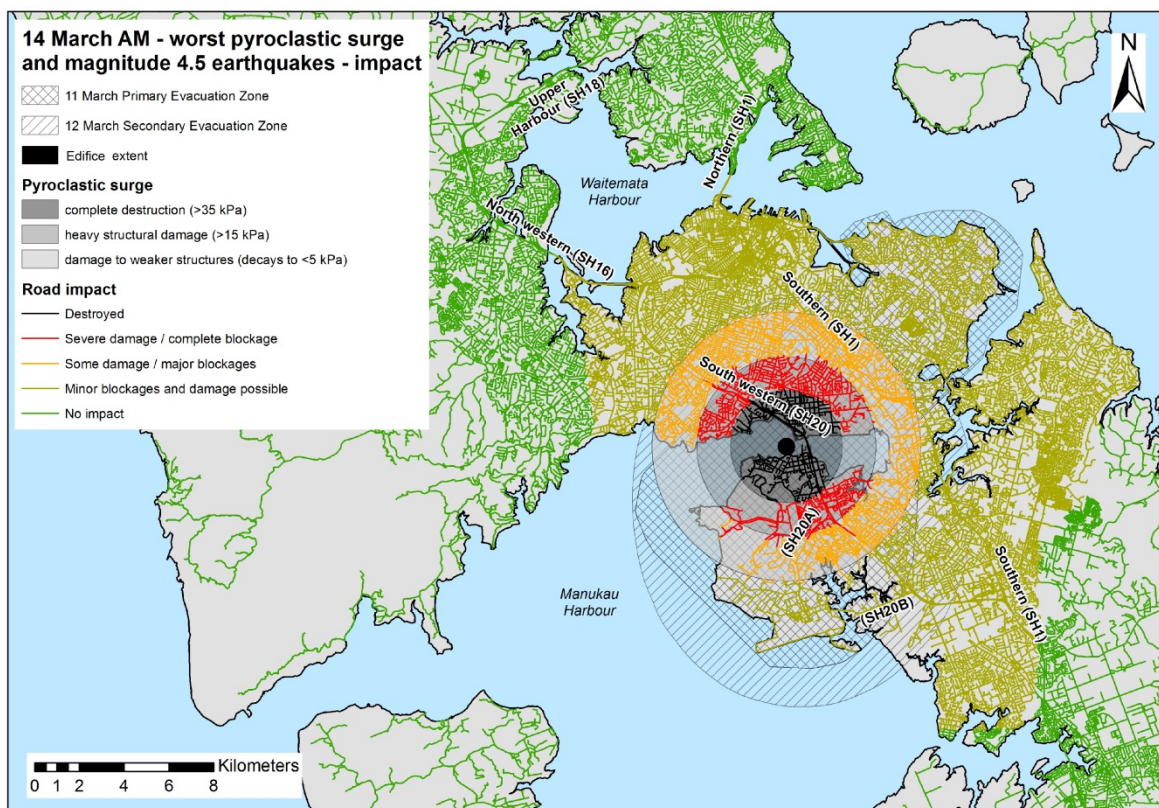 14 March AM - worst pyroclastic surge
and magnitude 4.5 earthquakes - impact
11 March Primary Evacuation Zone
12 March Secondary Evacuation Zone
Edifice extent
Pyroclastic surge
complete destruction (>35 kPa)
heavy structural damage (>15 kPa)
damage to weaker structures (decays to <5 kPa)
Road impact
Destroyed
Severe damage / complete blockage
Some damage / major blockages
Minor blockages and damage possible
No impact
N
Upper
Harbour (SH18)
Northern (SH1)
Waitemata
Harbour
North western (SH16)
Southern (SH1)
South western (SH20)
(SH20A)
Manukau
Harbour
(SH20B)
Southern (SH1)
Kilometers
0 1 2 4 6 8